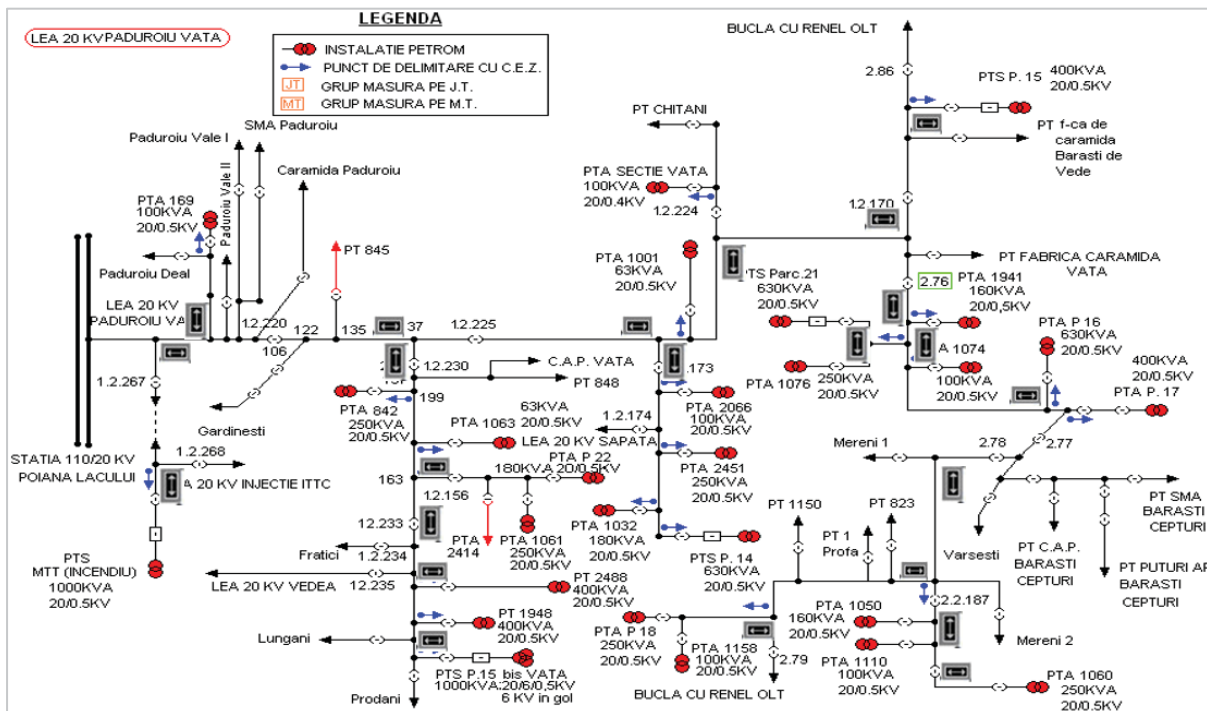 LEGENDA
LEA 20 KV PADUROIU VATA
INSTALATIE PETROM
PUNCT DE DELIMITARE CU C.E.Z.
JT GRUP MASURA PE J.T.
MT GRUP MASURA PE M.T.
BUCLA CU RENEL OLT
2.86
PTS P. 15
400KVA
20/0.5KV
PT f-ca de
caramida
Barasti de
Vede
PT CHITANI
PTA SECTIE VATA
100KVA
20/0.4KV
1.2.224
1.2.170
SMA Paduroiu
Paduroiu Vale I
Paduroiu Vale II
Caramida Paduroiu
PTA 169
100KVA
20/0.5KV
Paduroiu Deal
LEA 20 KV
PADUROIU VA
PT 845
12.220
122
135
106
37
12.225
12.230
Gardinesti
1.2.267
1.2.268
STATIA 110/20 KV
POIANA LACULUI
A 20 KV INJECTIE ITTC
PTS
MTT (INCENDIU)
1000KVA
20/0.5KV
PTA 1001
63KVA
20/0.5KV
PTS Parc.21
630KVA
20/0.5KV
PT FABRICA CARAMIDA
VATA
2.76
PTA 1941
160KVA
20/0,5KV
PTA P 16
630KVA
20/0.5KV
A 1074
100KVA
20/0.5KV
400KVA
20/0.5KV
PTA P. 17
PTA 1076
250KVA
20/0.5KV
C.A.P. VATA
PT 848
199
PTA 842
250KVA
20/0.5KV
PTA 1063
63KVA
20/0.5KV
.173
1.2.174
LEA 20 KV SAPATA
PTA 2066
100KVA
20/0.5KV
PTA 2451
250KVA
20/0.5KV
PTA P 22
180KVA 20/0.5KV
163
12.156
12.233
PTA
2414
PTA 1061
250KVA
20/0.5KV
PTA 1032
180KVA
20/0.5KV
PTS P. 14
630KVA
20/0.5KV
Fratici
1.2.234
LEA 20 KV VEDEA
12.235
PT 2488
400KVA
20/0.5KV
PT 1948
400KVA
20/0.5KV
Lungani
PTS P.15 bis VATA
1000KVA 20/6/0,5KV
6 KV in gol
Prodani
Mereni 1
2.78
2.77
PT SMA
BARASTI
CEPTURI
Varsesti
PT C.A.P.
BARASTI
CEPTURI
PT PUTURI AP
BARASTI
CEPTURI
PT 1150
PT 1
Profa
PT 823
2.2.187
Mereni 2
PTA 1050
160KVA
20/0.5KV
PTA 1110
100KVA
20/0.5KV
PTA 1060
250KVA
20/0.5KV
PTA P 18
250KVA
20/0.5KV
PTA 1158
100KVA
20/0.5KV
2.79
BUCLA CU RENEL OLT